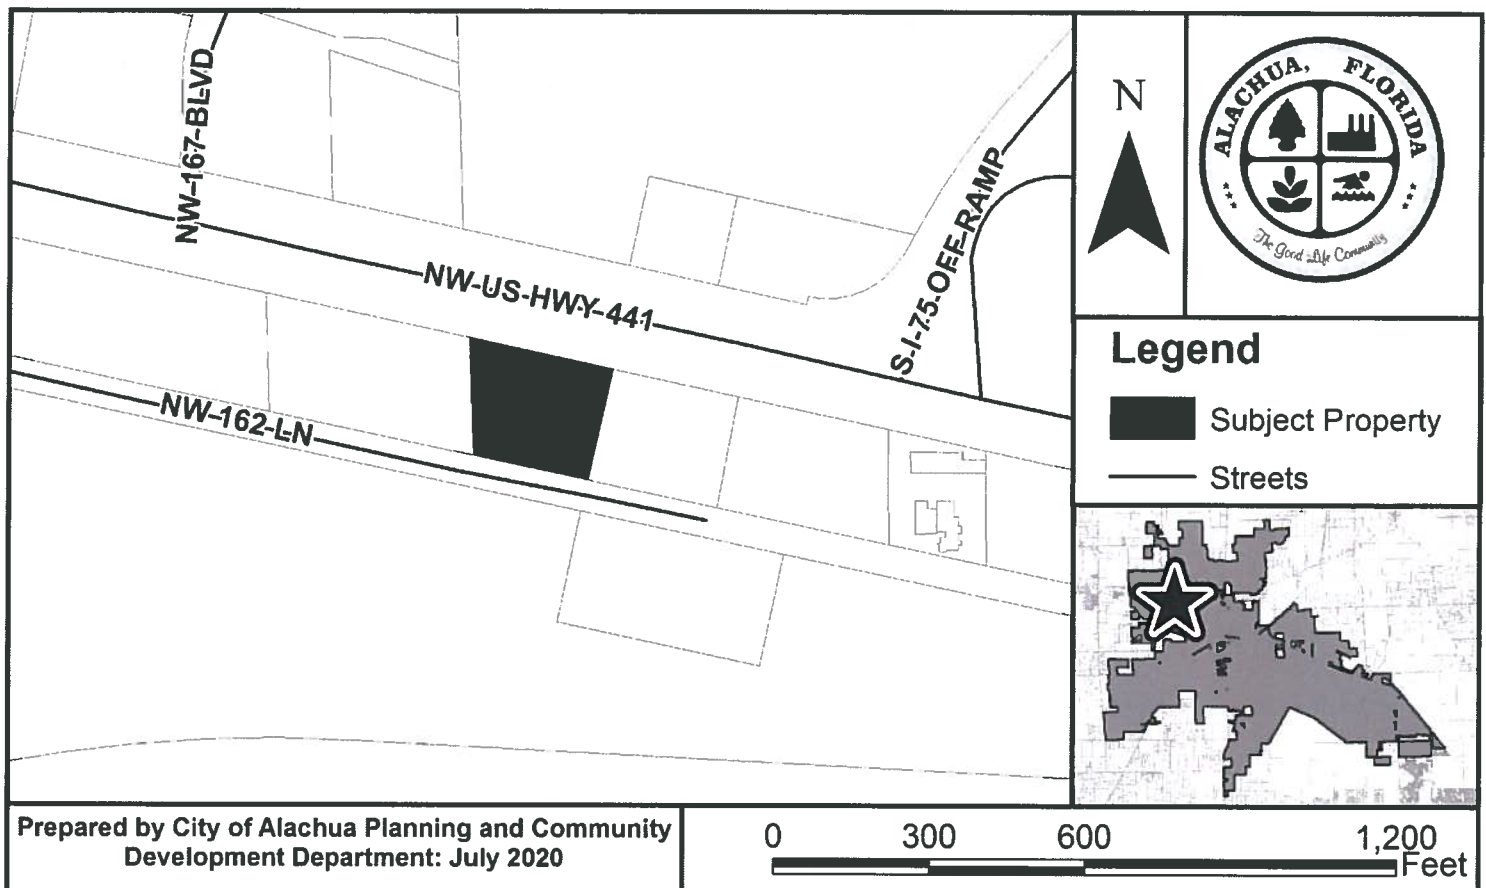 NW 167 BLVD
NW US HWY 441
S I-75 OFF RAMP
NW 162 LN
N
ALACHUA, FLORIDA
The Good Life Community
Legend
Subject Property
Streets
Prepared by City of Alachua Planning and Community
Development Department: July 2020
0 300 600 1,200
Feet